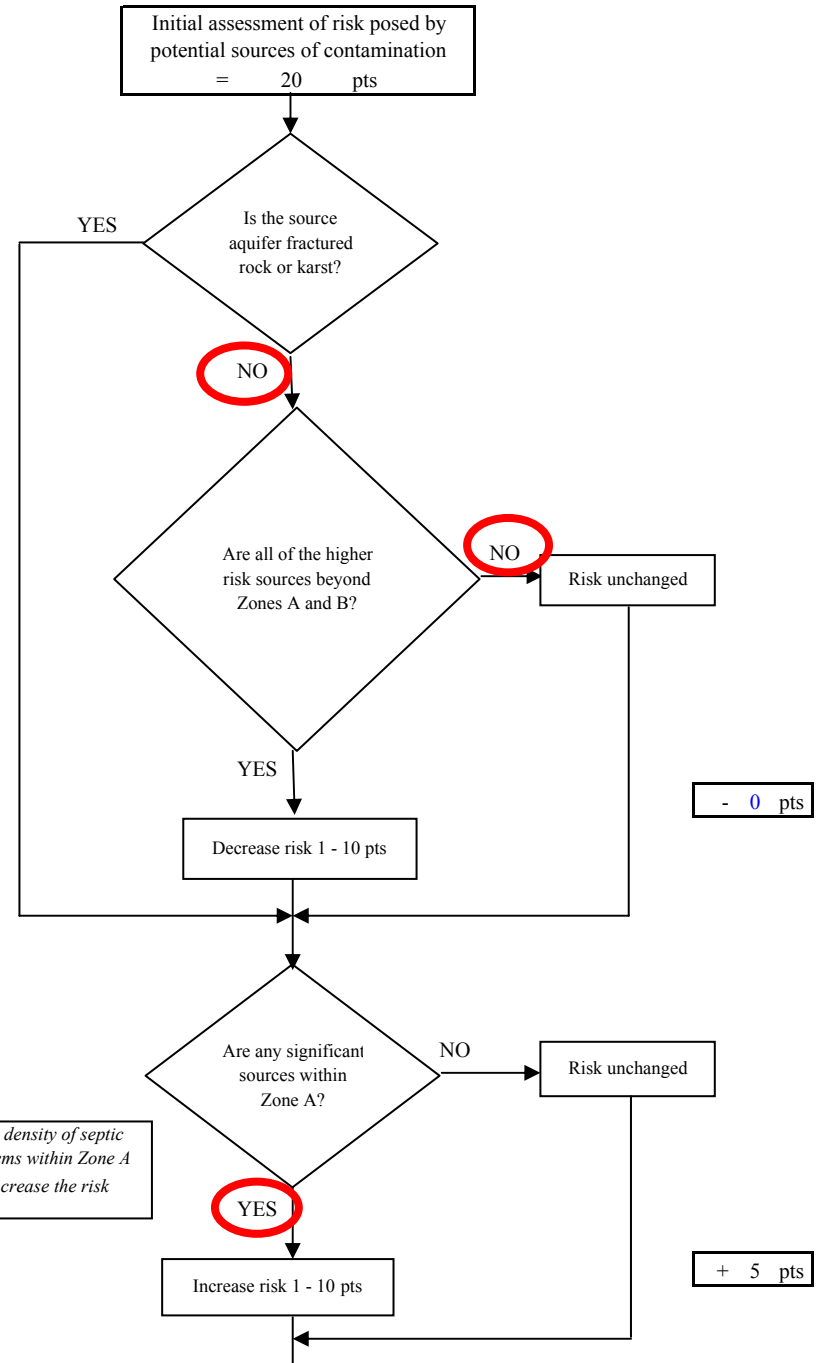 Initial assessment of risk posed by
potential sources of contamination
= 20 pts
YES
Is the source
aquifer fractured
rock or karst?
NO
Are all of the higher
risk sources beyond
Zones A and B?
NO
Risk unchanged
YES
- 0 pts
Decrease risk 1 - 10 pts
Are any significant
sources within
Zone A?
NO
Risk unchanged
density of septic
ems within Zone A
crease the risk
YES
Increase risk 1 - 10 pts
+ 5 pts